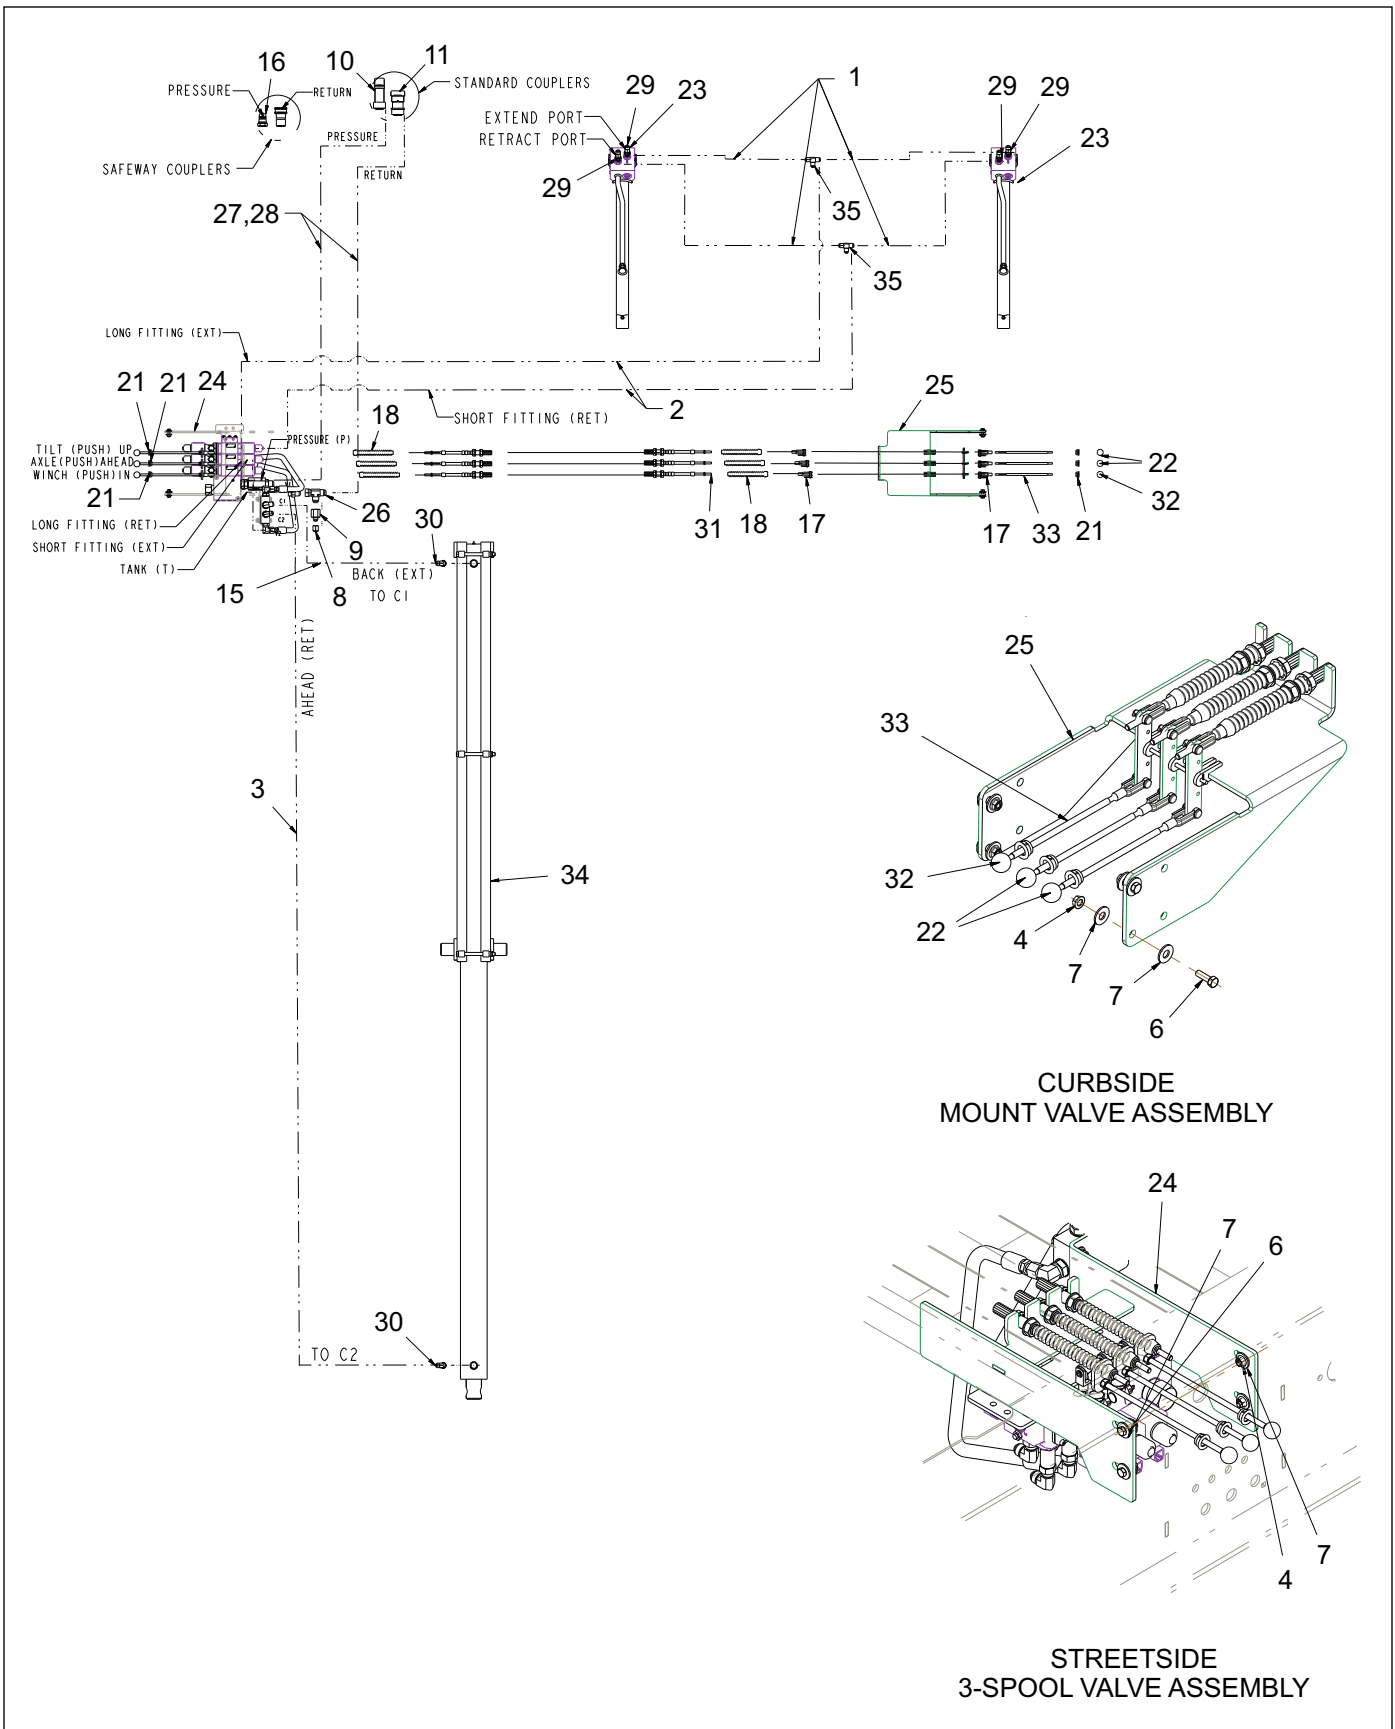 16
10
11
PRESSURE
RETURN
STANDARD COUPLERS
PRESSURE
SAFEWAY COUPLERS
RETURN
27,28
EXTEND PORT
RETRACT PORT
29
23
29
1
29
29
23
35
35
LONG FITTING (EXT)
2
SHORT FITTING (RET)
21
21
24
18
25
TILT (PUSH) UP
AXLE(PUSH)AHEAD
WINCH (PUSH)IN
PRESSURE (P)
21
C1
C2
LONG FITTING (RET)
SHORT FITTING (EXT)
TANK (T)
26
9
8
15
30
BACK (EXT)
TO C1
31
18
17
17
33
21
22
32
AHEAD (RET)
3
34
30
TO C2
25
33
32
22
4
7
7
6
CURBSIDE
MOUNT VALVE ASSEMBLY
24
7
6
7
4
STREETSIDE
3-SPOOL VALVE ASSEMBLY